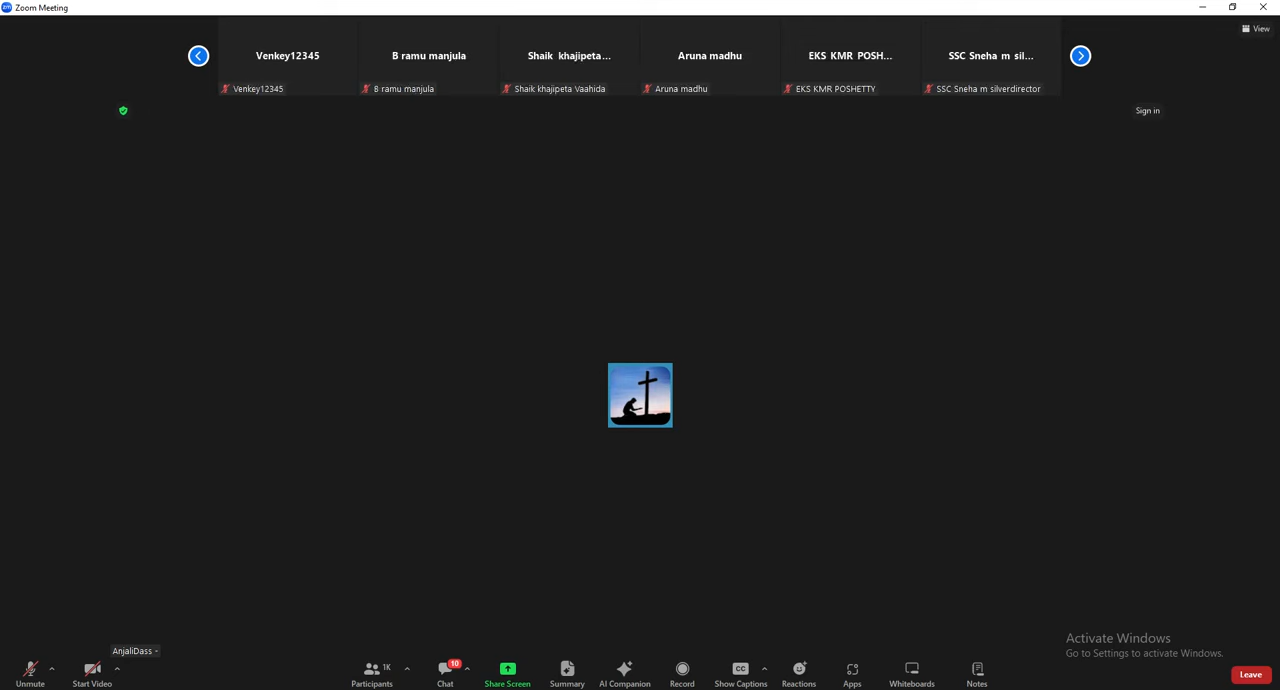 Zoom Meeting
View
Venkey12345
B ramu manjula
Shaik khajipeta...
Aruna madhu
EKS KMR POSH...
SSC Sneha m sil...
Venkey12345
B ramu manjula
Shaik khajipeta Vaahida
Aruna madhu
EKS KMR POSHETTY
SSC Sneha m silverdirector
Sign in
AnjaliDass -
Activate Windows
Go to Settings to activate Windows.
Unmute
Start Video
1K
Participants
10
Chat
Share Screen
Summary
AI Companion
Record
CC
Show Captions
Reactions
Apps
Whiteboards
Notes
Leave